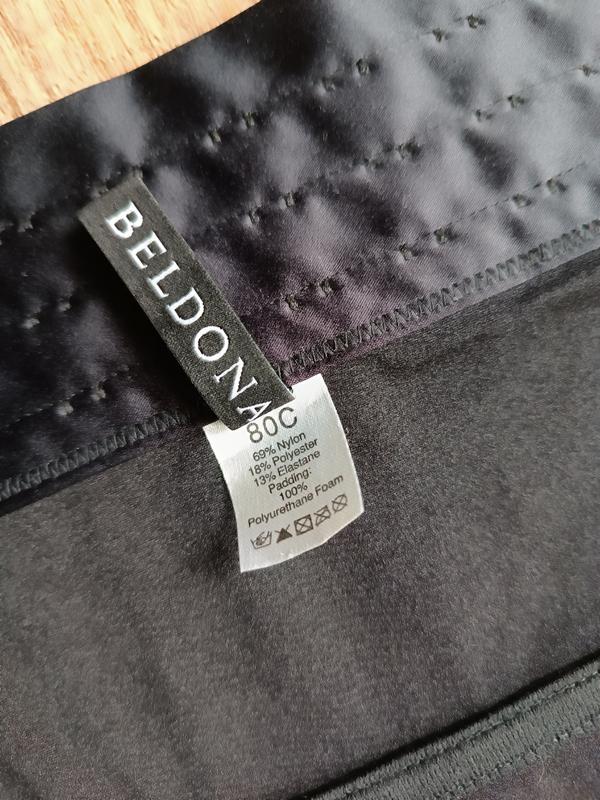 BELDONA
80C
69% Nylon
18% Polyester
13% Elastane
Padding:
100%
Polyurethane Foam